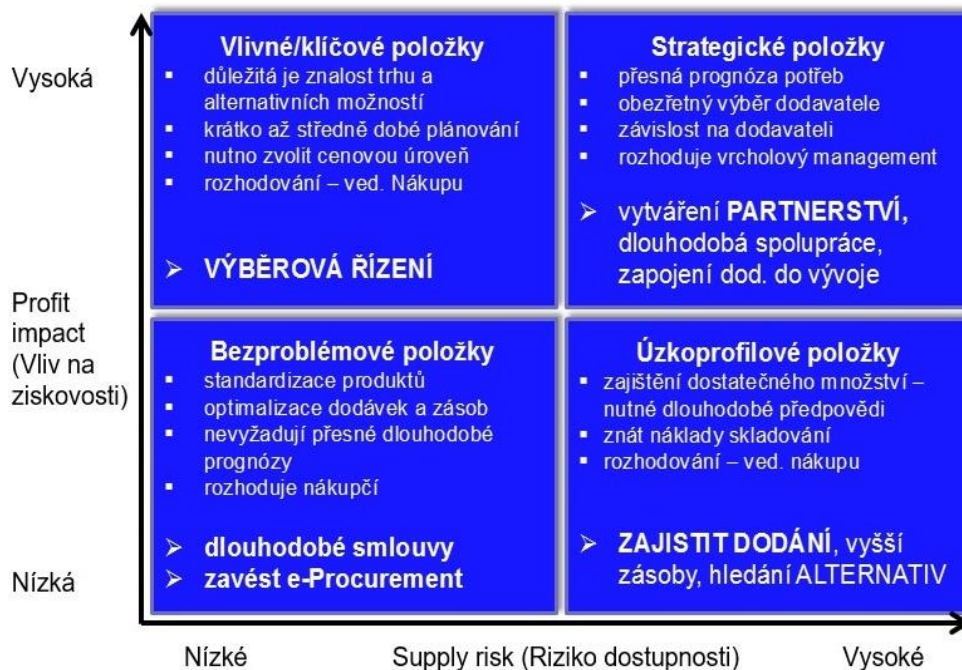 Vysoká
Profit
impact
(Vliv na
ziskovosti)
Nízká
Vlivné/klíčové položky
▪ důležitá je znalost trhu a
alternativních možností
▪ krátko až středně dobé plánování
▪ nutno zvolit cenovou úroveň
▪ rozhodování – ved. Nákupu
➢ VÝBĚROVÁ ŘÍZENÍ
Strategické položky
▪ přesná prognóza potřeb
▪ obezřetný výběr dodavatele
▪ závislost na dodavateli
▪ rozhoduje vrcholový management
➢ vytváření PARTNERSTVÍ,
dlouhodobá spolupráce,
zapojení dod. do vývoje
Bezproblémové položky
▪ standardizace produktů
▪ optimalizace dodávek a zásob
▪ nevyžadují přesné dlouhodobé
prognózy
▪ rozhoduje nákupčí
➢ dlouhodobé smlouvy
➢ zavést e-Procurement
Úzkoprofilové položky
▪ zajištění dostatečného množství –
nutné dlouhodobé předpovědi
▪ znát náklady skladování
▪ rozhodování – ved. nákupu
➢ ZAJISTIT DODÁNÍ, vyšší
zásoby, hledání ALTERNATIV
Nízké
Supply risk (Riziko dostupnosti)
Vysoké